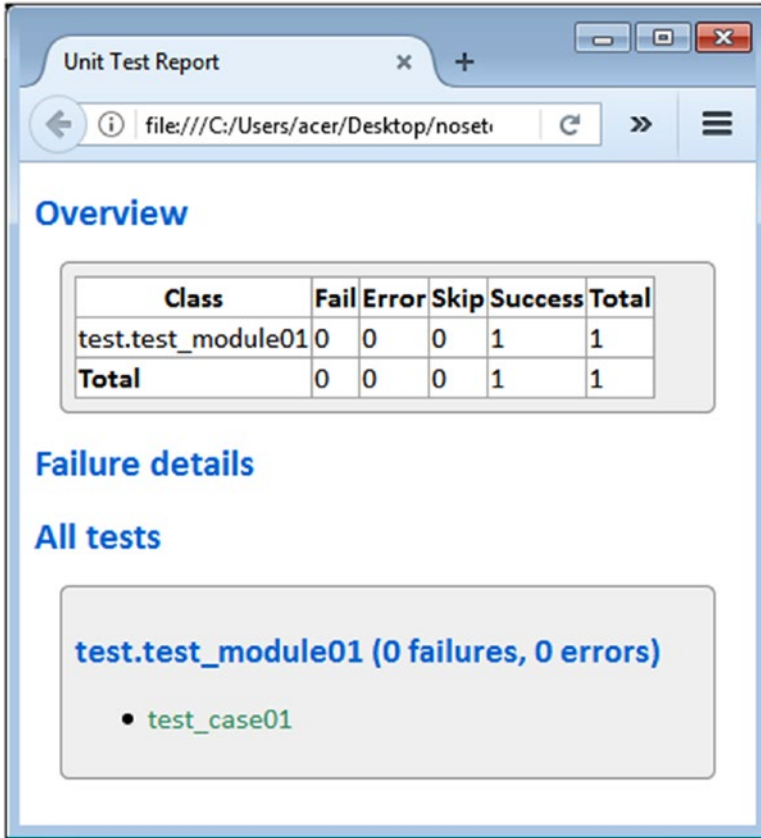 Unit Test Report
file:///C:/Users/acer/Desktop/noset
Overview
Class Fail Error Skip Success Total
test.test_module01 0 0 0 1 1
Total 0 0 0 1 1
Failure details
All tests
test.test_module01 (0 failures, 0 errors)
test_case01